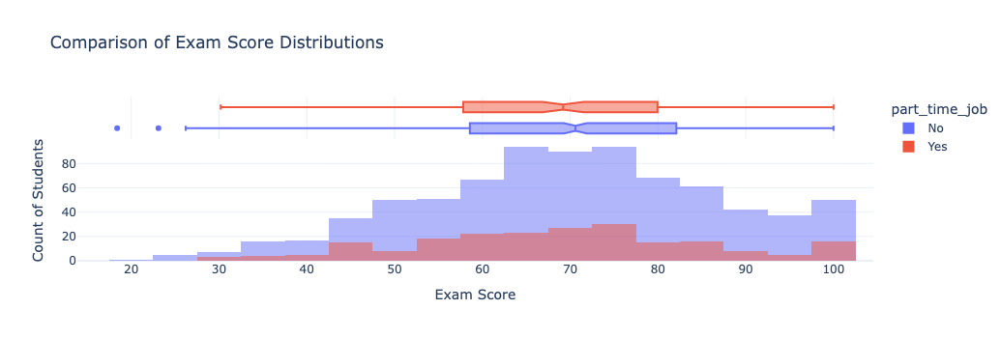 Comparison of Exam Score Distributions
part_time_job
No
Yes
Count of Students
80
60
40
20
0
20 30 40 50 60 70 80 90 100
Exam Score